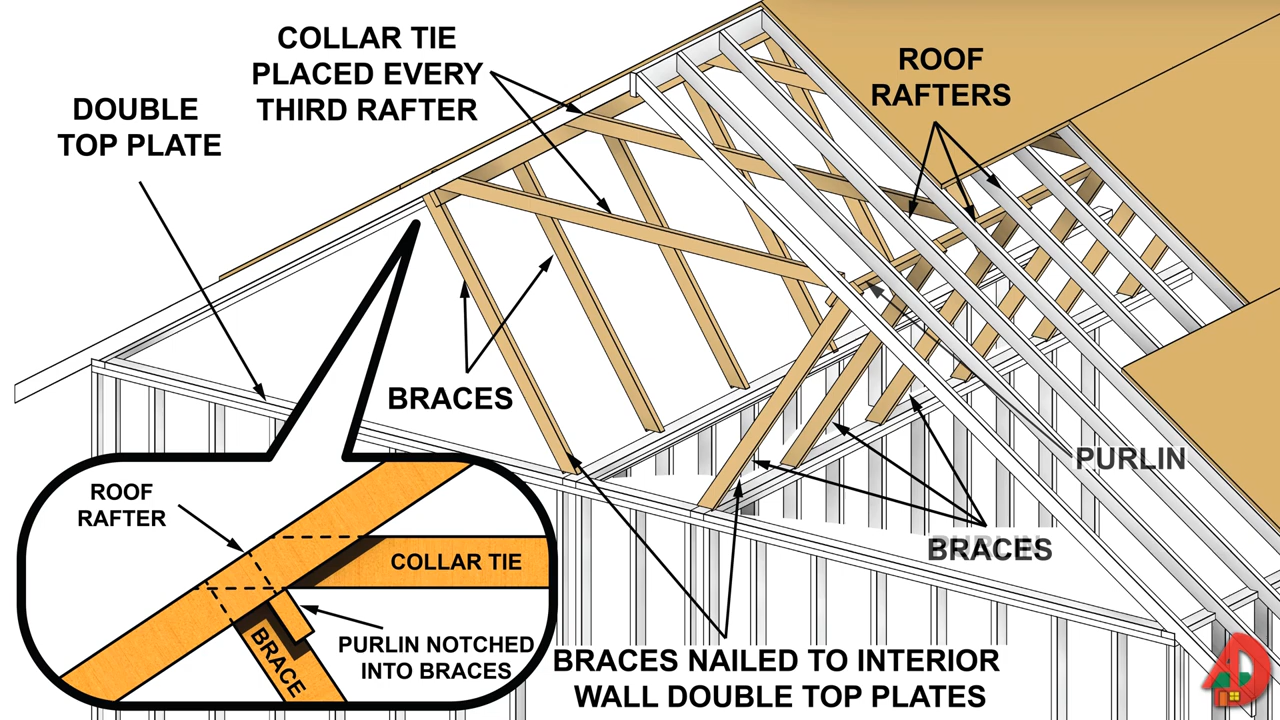 COLLAR TIE
PLACED EVERY
THIRD RAFTER
ROOF
RAFTERS
DOUBLE
TOP PLATE
BRACES
PURLIN
BRACES
ROOF
RAFTER
COLLAR TIE
PURLIN NOTCHED
INTO BRACES
BRACE
BRACES NAILED TO INTERIOR
WALL DOUBLE TOP PLATES